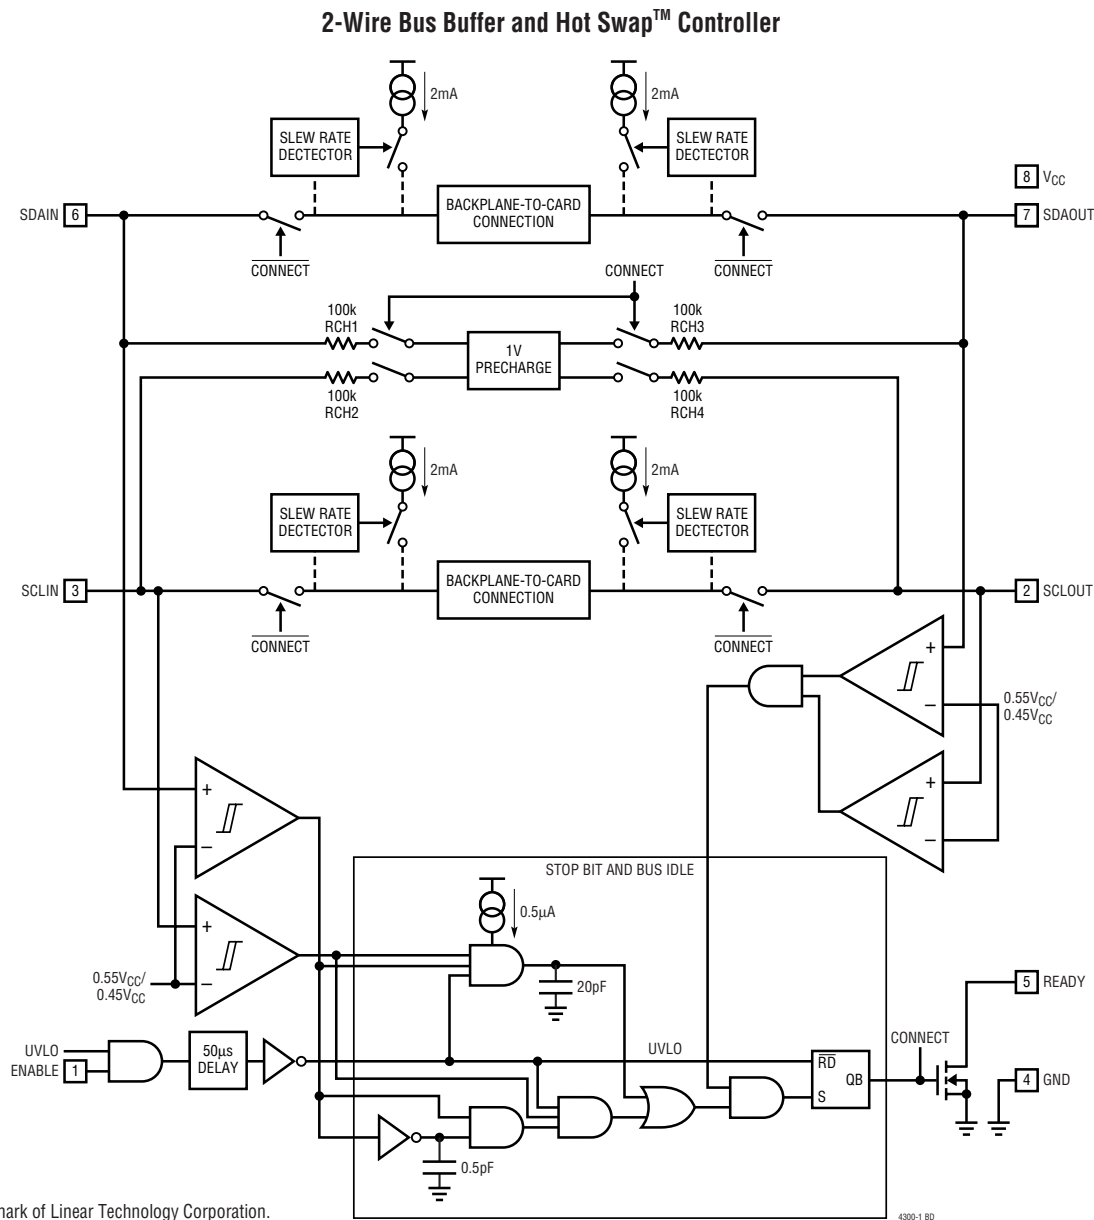 2-Wire Bus Buffer and Hot Swap™ Controller
2mA
2mA
SLEW RATE
DECTECTOR
SLEW RATE
DECTECTOR
8 VCC
SDAIN 6
BACKPLANE-TO-CARD
CONNECTION
7 SDAOUT
CONNECT
CONNECT
CONNECT
100k
RCH1
100k
RCH3
1V
PRECHARGE
100k
RCH2
100k
RCH4
2mA
2mA
SLEW RATE
DECTECTOR
SLEW RATE
DECTECTOR
SCLIN 3
BACKPLANE-TO-CARD
CONNECTION
2 SCLOUT
CONNECT
CONNECT
+
–
0.55VCC/
0.45VCC
+
–
+
–
STOP BIT AND BUS IDLE
0.5µA
+
–
0.55VCC/
0.45VCC
20pF
5 READY
UVLO
ENABLE 1
50µs
DELAY
UVLO
CONNECT
RD
QB
S
4 GND
0.5pF
mark of Linear Technology Corporation.
4300-1 BD